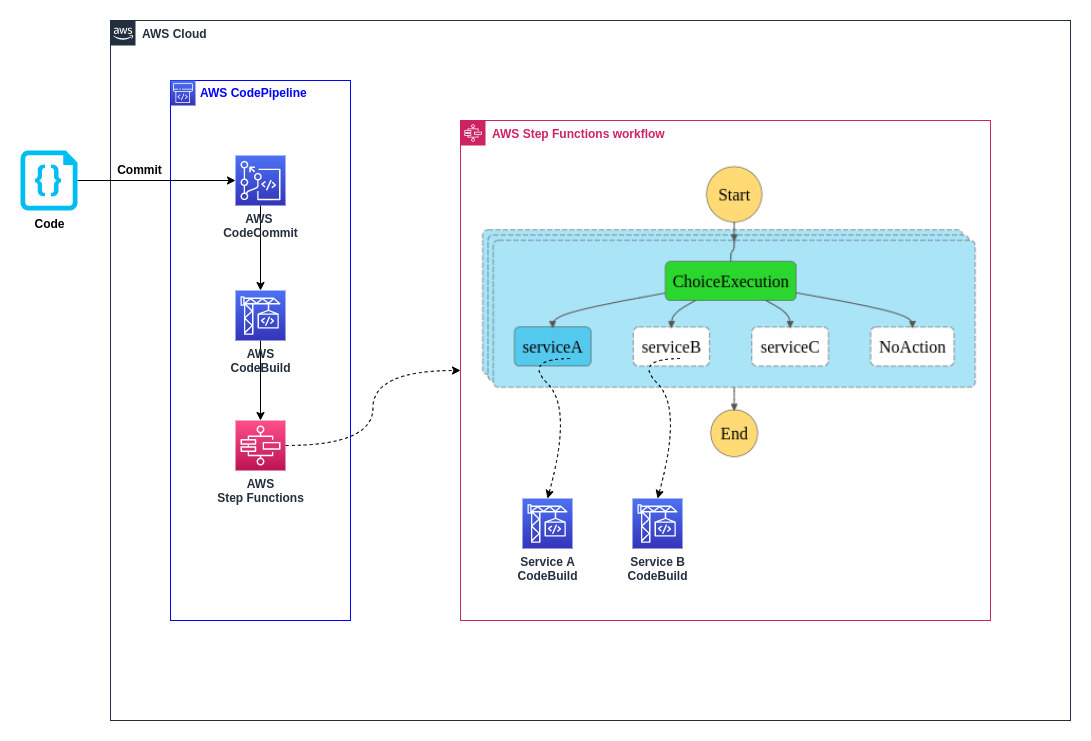 aws
AWS Cloud
AWS CodePipeline
AWS Step Functions workflow
Commit
Code
AWS
CodeCommit
AWS
CodeBuild
AWS
Step Functions
Start
ChoiceExecution
serviceA
serviceB
serviceC
NoAction
End
Service A
CodeBuild
Service B
CodeBuild